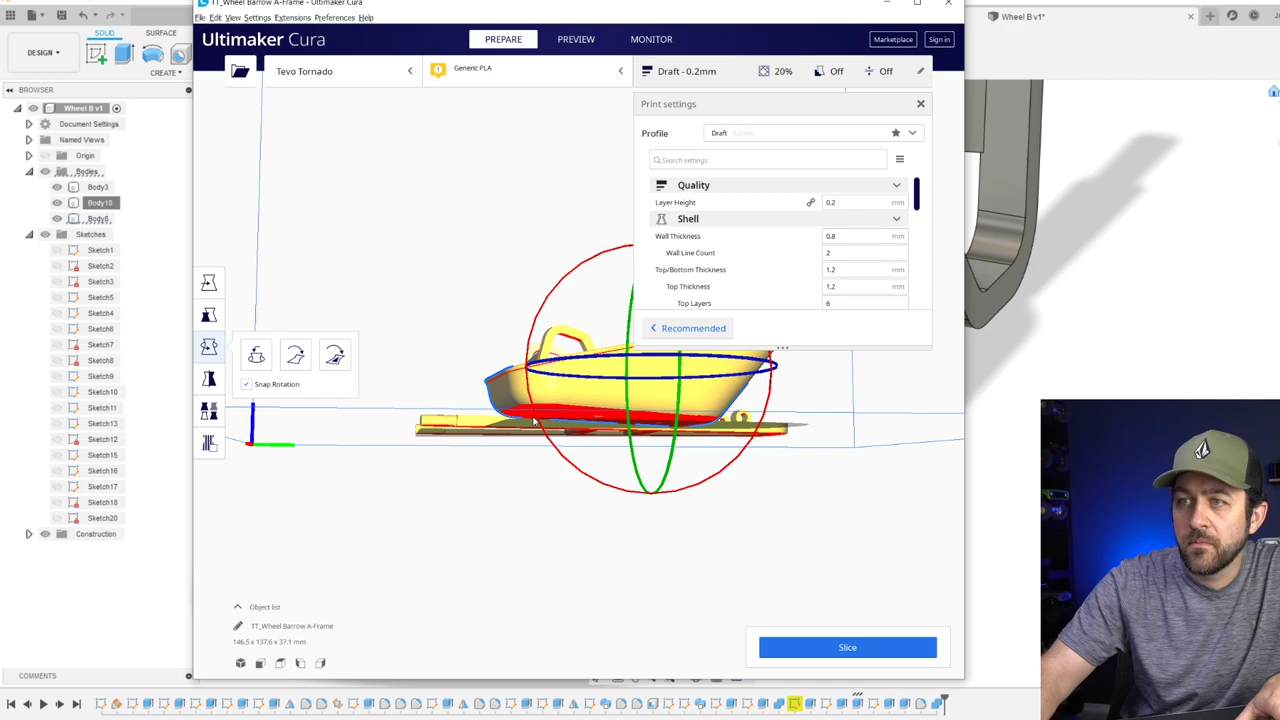 TT_Wheel Barrow A-Frame - Ultimaker Cura
File Edit View Settings Extensions Preferences Help
Ultimaker Cura
PREPARE
PREVIEW
MONITOR
Marketplace
Sign in
Wheel B v1*
SOLID
SURFACE
DESIGN
CREATE
Tevo Tornado
Generic PLA
Draft - 0.2mm
20%
Off
Off
BROWSER
Print settings
Wheel B v1
Document Settings
Named Views
Origin
Bodies
Body3
Body10
Body8
Sketches
Sketch1
Sketch2
Sketch3
Sketch5
Sketch4
Sketch6
Sketch7
Sketch8
Sketch9
Sketch10
Sketch11
Sketch12
Sketch13
Sketch15
Sketch16
Sketch17
Sketch18
Sketch20
Construction
Profile
Draft - 0.2mm
Search settings
Quality
Layer Height
0.2
mm
Shell
Wall Thickness
0.8
mm
Wall Line Count
2
Top/Bottom Thickness
1.2
mm
Top Thickness
1.2
mm
Top Layers
6
Recommended
Snap Rotation
Object list
TT_Wheel Barrow A-Frame
146.5 x 137.6 x 37.1 mm
Slice
COMMENTS